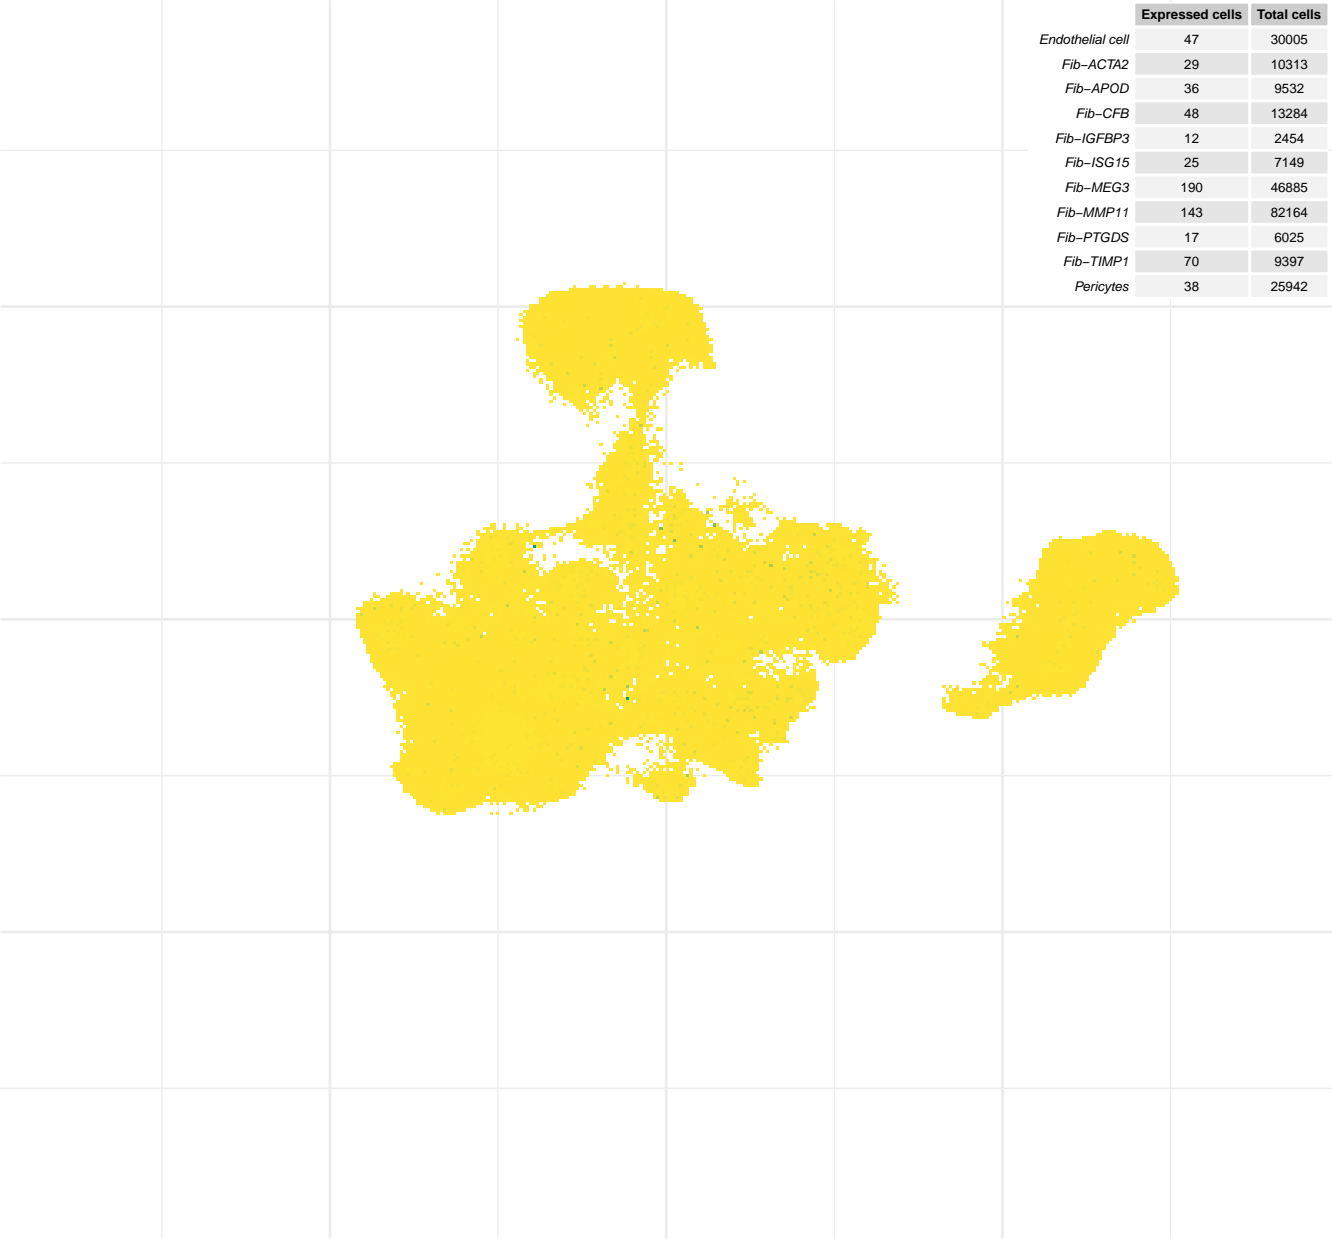 Expressed cells Total cells
Endothelial cell 47 30005
Fib−ACTA2 29 10313
Fib−APOD 36 9532
Fib−CFB 48 13284
Fib−IGFBP3 12 2454
Fib−ISG15 25 7149
Fib−MEG3 190 46885
Fib−MMP11 143 82164
Fib−PTGDS 17 6025
Fib−TIMP1 70 9397
Pericytes 38 25942